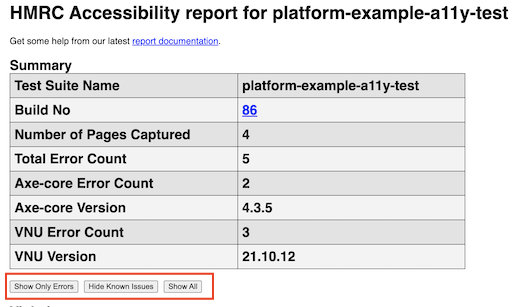 HMRC Accessibility report for platform-example-a11y-test
Get some help from our latest report documentation.
Summary
Test Suite Name platform-example-a11y-test
Build No 86
Number of Pages Captured 4
Total Error Count 5
Axe-core Error Count 2
Axe-core Version 4.3.5
VNU Error Count 3
VNU Version 21.10.12
Show Only Errors Hide Known Issues Show All